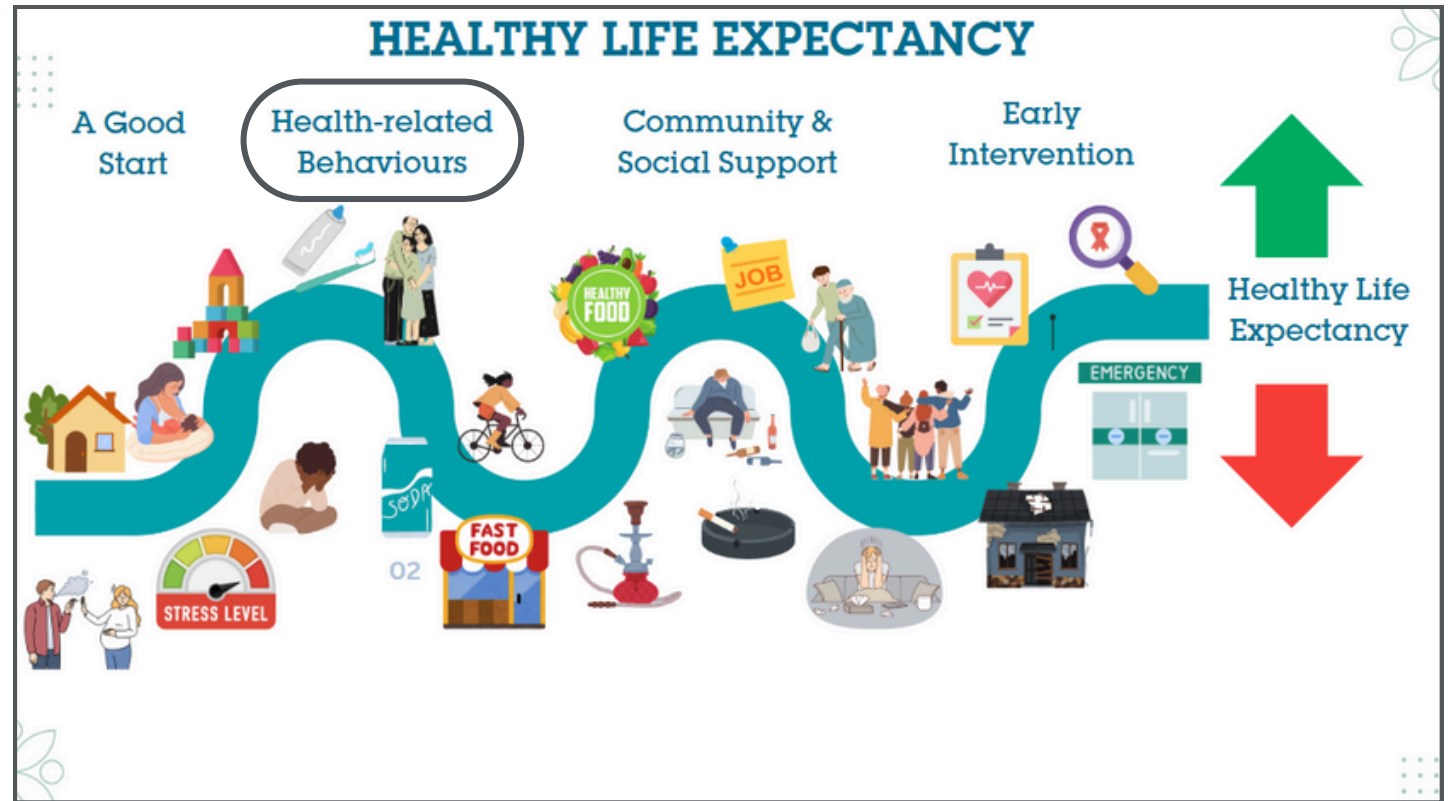 HEALTHY LIFE EXPECTANCY
A Good
Start
Health-related
Behaviours
Community &
Social Support
Early
Intervention
HEALTHY
FOOD
JOB
Healthy Life
Expectancy
EMERGENCY
SODA
FAST
FOOD
02
STRESS LEVEL